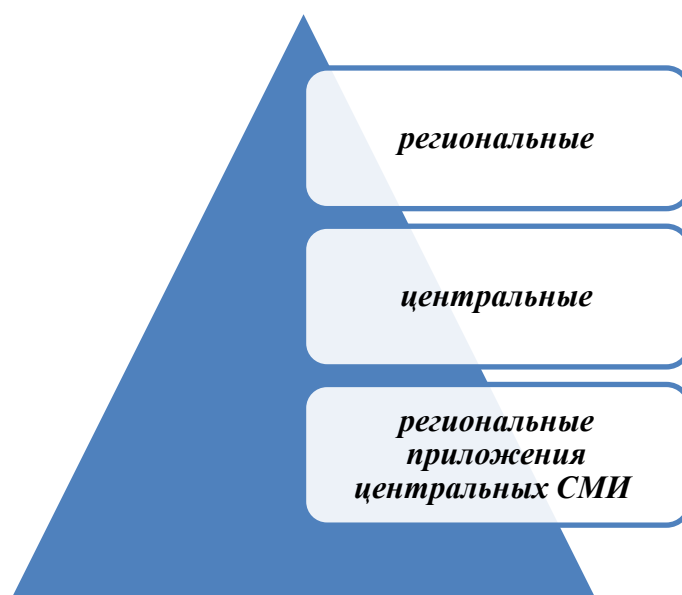 региональные
центральные
региональные
приложения
центральных СМИ